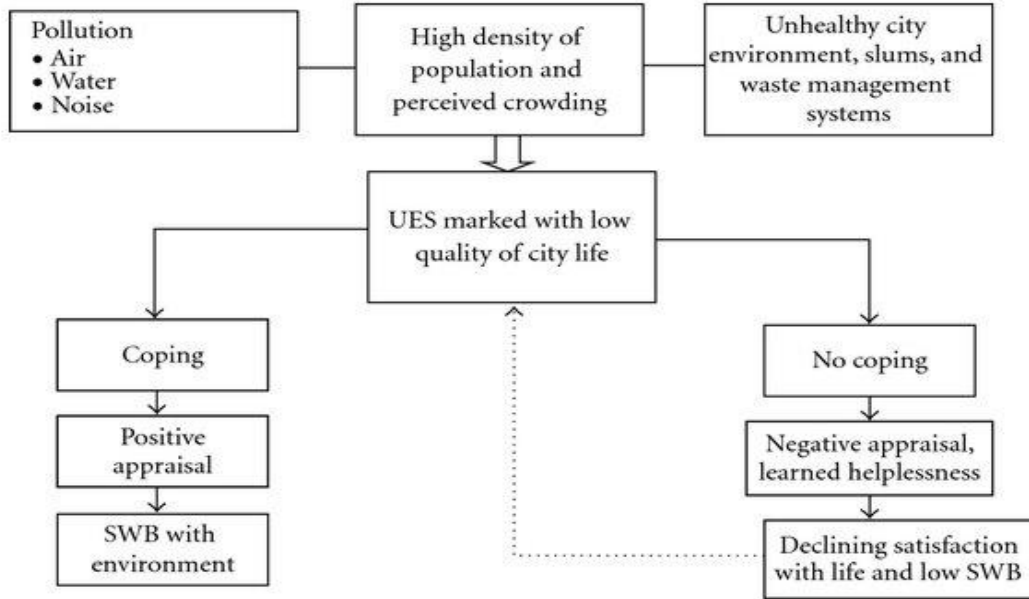 Pollution
• Air
• Water
• Noise
High density of
population and
perceived crowding
Unhealthy city
environment, slums, and
waste management
systems
UES marked with low
quality of city life
Coping
No coping
Positive
appraisal
Negative appraisal,
learned helplessness
SWB with
environment
Declining satisfaction
with life and low SWB